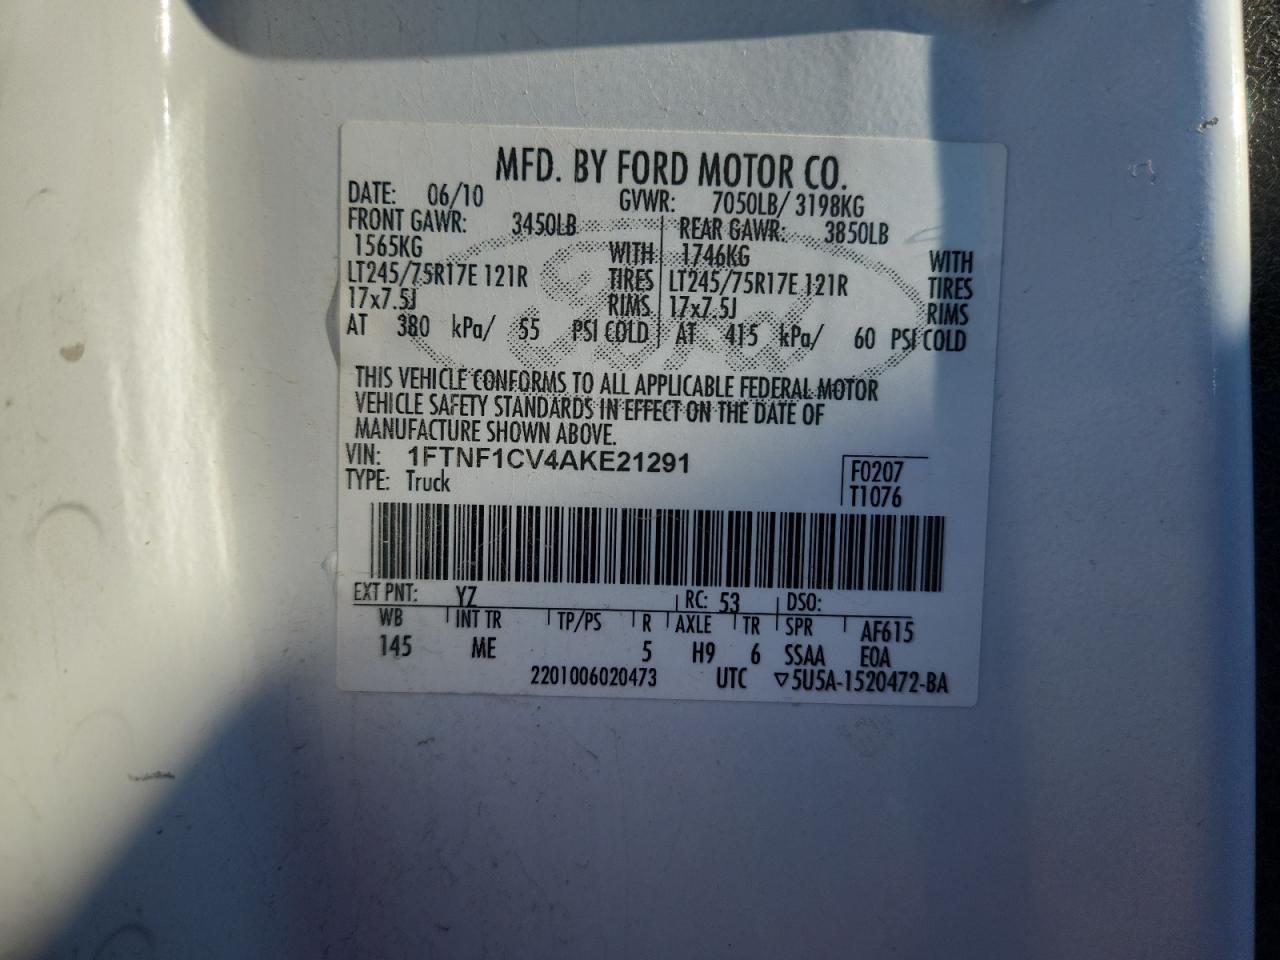 MFD. BY FORD MOTOR CO.
DATE: 06/10 GVWR: 7050LB/ 3198KG
FRONT GAWR: 3450LB REAR GAWR: 3850LB
1565KG WITH 1746KG WITH
LT245/75R17E 121R TIRES LT245/75R17E 121R TIRES
17x7.5J RIMS 17x7.5J RIMS
AT 380 kPa/ 55 PSI COLD AT 415 kPa/ 60 PSI COLD
THIS VEHICLE CONFORMS TO ALL APPLICABLE FEDERAL MOTOR
VEHICLE SAFETY STANDARDS IN EFFECT ON THE DATE OF
MANUFACTURE SHOWN ABOVE.
VIN: 1FTNF1CV4AKE21291 F0207
TYPE: Truck T1076
EXT PNT: YZ RC: 53 DSO:
WB INT TR TP/PS R AXLE TR SPR AF615
145 ME 5 H9 6 SSAA E0A
2201006020473 UTC ▽5U5A-1520472-BA
Ford